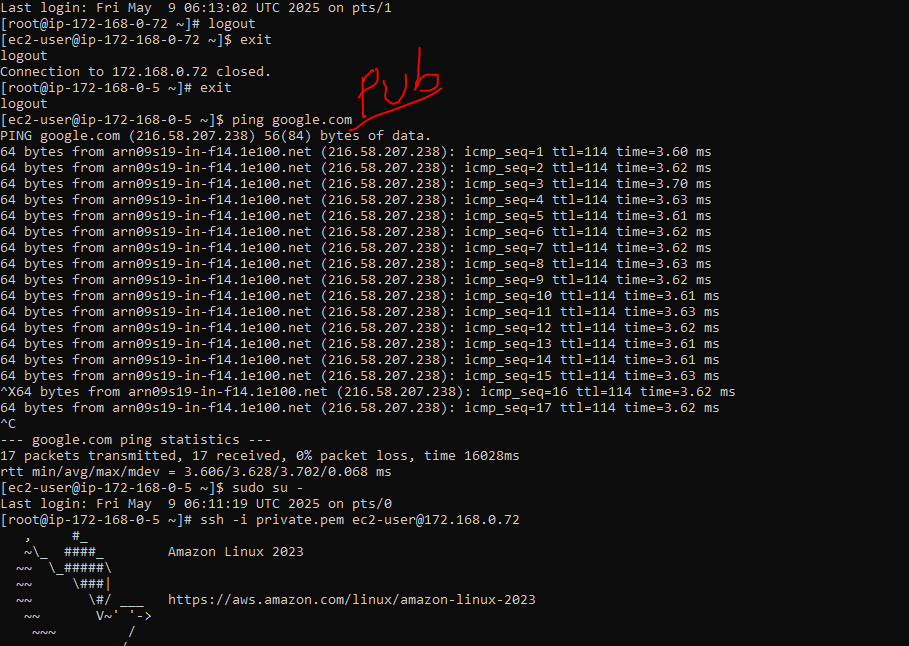 Last login: Fri May  9 06:13:02 UTC 2025 on pts/1
[root@ip-172-168-0-72 ~]# logout
[ec2-user@ip-172-168-0-72 ~]$ exit
logout
Connection to 172.168.0.72 closed.
[root@ip-172-168-0-5 ~]# exit
logout
Pub
[ec2-user@ip-172-168-0-5 ~]$ ping google.com
PING google.com (216.58.207.238) 56(84) bytes of data.
64 bytes from arn09s19-in-f14.1e100.net (216.58.207.238): icmp_seq=1 ttl=114 time=3.60 ms
64 bytes from arn09s19-in-f14.1e100.net (216.58.207.238): icmp_seq=2 ttl=114 time=3.62 ms
64 bytes from arn09s19-in-f14.1e100.net (216.58.207.238): icmp_seq=3 ttl=114 time=3.70 ms
64 bytes from arn09s19-in-f14.1e100.net (216.58.207.238): icmp_seq=4 ttl=114 time=3.63 ms
64 bytes from arn09s19-in-f14.1e100.net (216.58.207.238): icmp_seq=5 ttl=114 time=3.61 ms
64 bytes from arn09s19-in-f14.1e100.net (216.58.207.238): icmp_seq=6 ttl=114 time=3.62 ms
64 bytes from arn09s19-in-f14.1e100.net (216.58.207.238): icmp_seq=7 ttl=114 time=3.62 ms
64 bytes from arn09s19-in-f14.1e100.net (216.58.207.238): icmp_seq=8 ttl=114 time=3.63 ms
64 bytes from arn09s19-in-f14.1e100.net (216.58.207.238): icmp_seq=9 ttl=114 time=3.62 ms
64 bytes from arn09s19-in-f14.1e100.net (216.58.207.238): icmp_seq=10 ttl=114 time=3.61 ms
64 bytes from arn09s19-in-f14.1e100.net (216.58.207.238): icmp_seq=11 ttl=114 time=3.63 ms
64 bytes from arn09s19-in-f14.1e100.net (216.58.207.238): icmp_seq=12 ttl=114 time=3.62 ms
64 bytes from arn09s19-in-f14.1e100.net (216.58.207.238): icmp_seq=13 ttl=114 time=3.61 ms
64 bytes from arn09s19-in-f14.1e100.net (216.58.207.238): icmp_seq=14 ttl=114 time=3.61 ms
64 bytes from arn09s19-in-f14.1e100.net (216.58.207.238): icmp_seq=15 ttl=114 time=3.63 ms
^X64 bytes from arn09s19-in-f14.1e100.net (216.58.207.238): icmp_seq=16 ttl=114 time=3.62 ms
64 bytes from arn09s19-in-f14.1e100.net (216.58.207.238): icmp_seq=17 ttl=114 time=3.62 ms
^C
--- google.com ping statistics ---
17 packets transmitted, 17 received, 0% packet loss, time 16028ms
rtt min/avg/max/mdev = 3.606/3.628/3.702/0.068 ms
[ec2-user@ip-172-168-0-5 ~]$ sudo su -
Last login: Fri May  9 06:11:19 UTC 2025 on pts/0
[root@ip-172-168-0-5 ~]# ssh -i private.pem ec2-user@172.168.0.72
   ,     #_
   ~\_  ####_        Amazon Linux 2023
  ~~  \_#####\
  ~~     \###|
  ~~       \#/ ___   https://aws.amazon.com/linux/amazon-linux-2023
   ~~       V~' '->
    ~~~         /